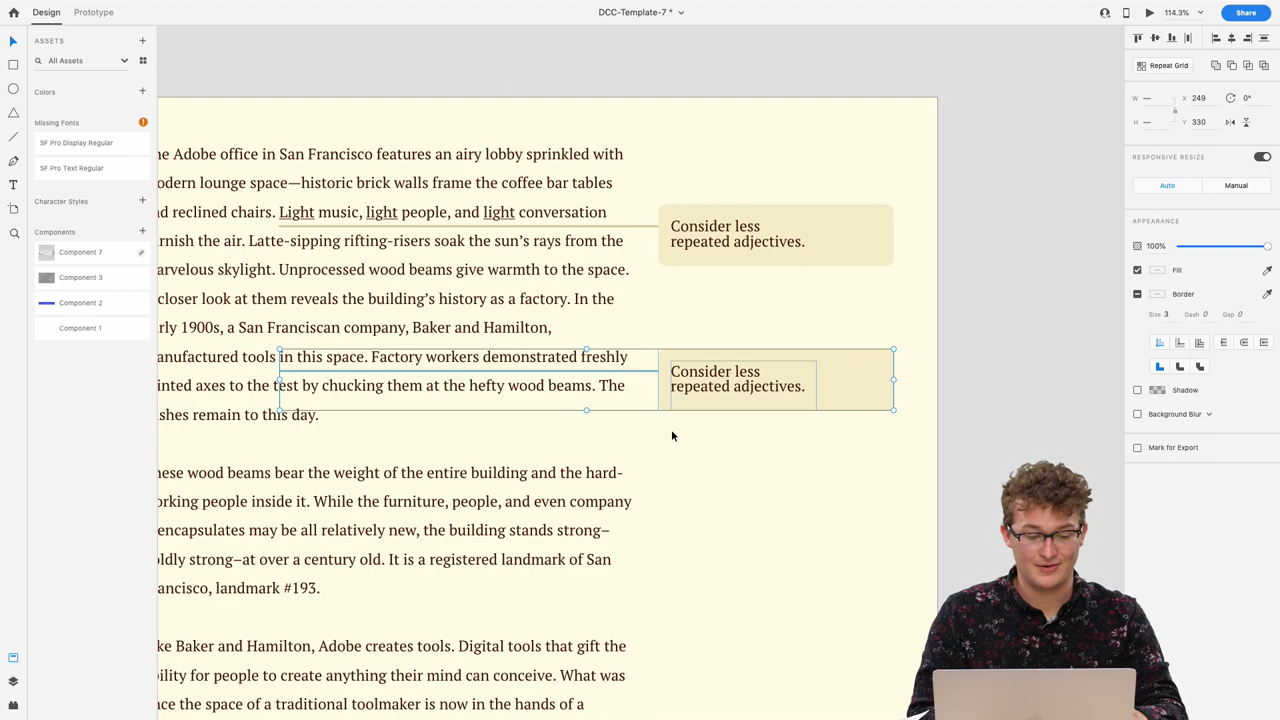 Design
Prototype
DCC-Template-7 *
114.3%
Share
ASSETS
All Assets
Colors
Missing Fonts
SF Pro Display Regular
SF Pro Text Regular
Character Styles
Components
Component 7
Component 3
Component 2
Component 1
he Adobe office in San Francisco features an airy lobby sprinkled with
odern lounge space—historic brick walls frame the coffee bar tables
nd reclined chairs. Light music, light people, and light conversation
rnish the air. Latte-sipping rifting-risers soak the sun’s rays from the
arvelous skylight. Unprocessed wood beams give warmth to the space.
closer look at them reveals the building’s history as a factory. In the
rly 1900s, a San Franciscan company, Baker and Hamilton,
anufactured tools in this space. Factory workers demonstrated freshly
inted axes to the test by chucking them at the hefty wood beams. The
shes remain to this day.
hese wood beams bear the weight of the entire building and the hard-
orking people inside it. While the furniture, people, and even company
encapsulates may be all relatively new, the building stands strong–
oldly strong–at over a century old. It is a registered landmark of San
ancisco, landmark #193.
ke Baker and Hamilton, Adobe creates tools. Digital tools that gift the
bility for people to create anything their mind can conceive. What was
nce the space of a traditional toolmaker is now in the hands of a
Consider less
repeated adjectives.
Consider less
repeated adjectives.
Repeat Grid
W — X 249 0°
H — Y 330
RESPONSIVE RESIZE
Auto
Manual
APPEARANCE
100%
Fill
Border
Size 3 Dash 0 Gap 0
Shadow
Background Blur
Mark for Export